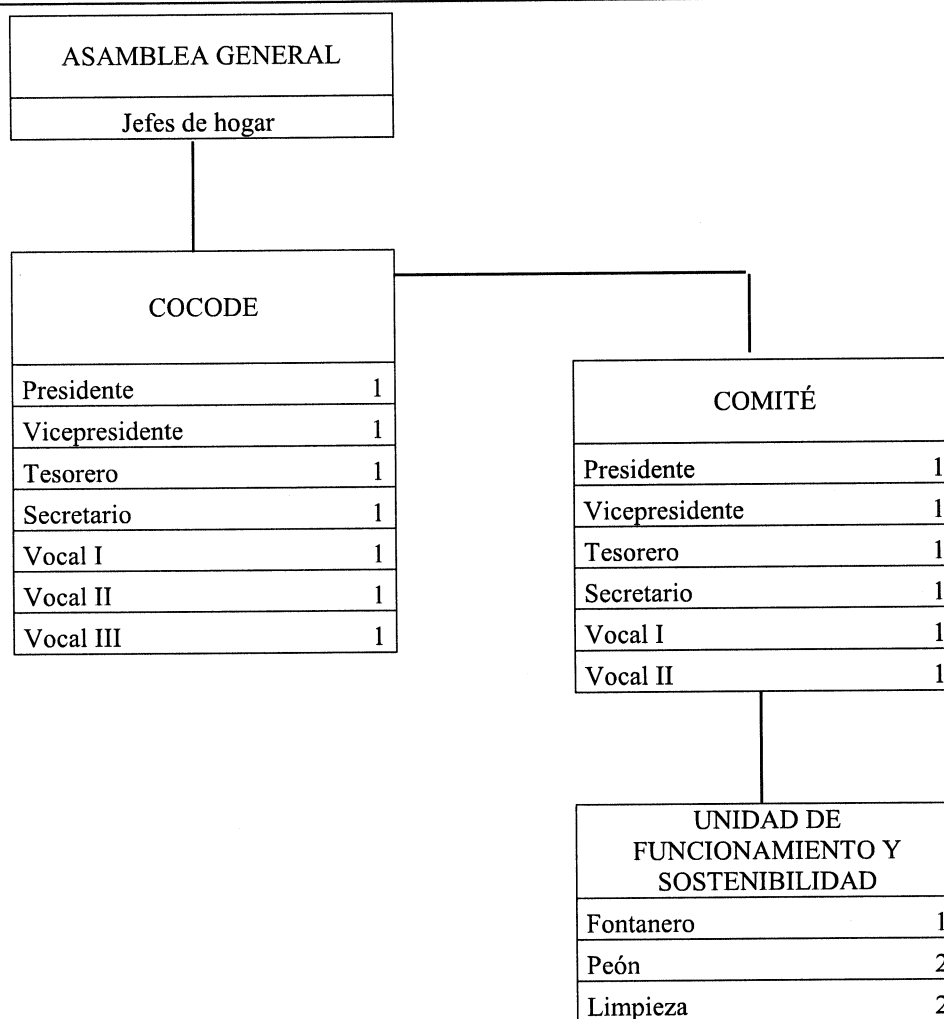 ASAMBLEA GENERAL
Jefes de hogar
COCODE
Presidente 1
Vicepresidente 1
Tesorero 1
Secretario 1
Vocal I 1
Vocal II 1
Vocal III 1
COMITÉ
Presidente 1
Vicepresidente 1
Tesorero 1
Secretario 1
Vocal I 1
Vocal II 1
UNIDAD DE
FUNCIONAMIENTO Y
SOSTENIBILIDAD
Fontanero 1
Peón 2
Limpieza 2